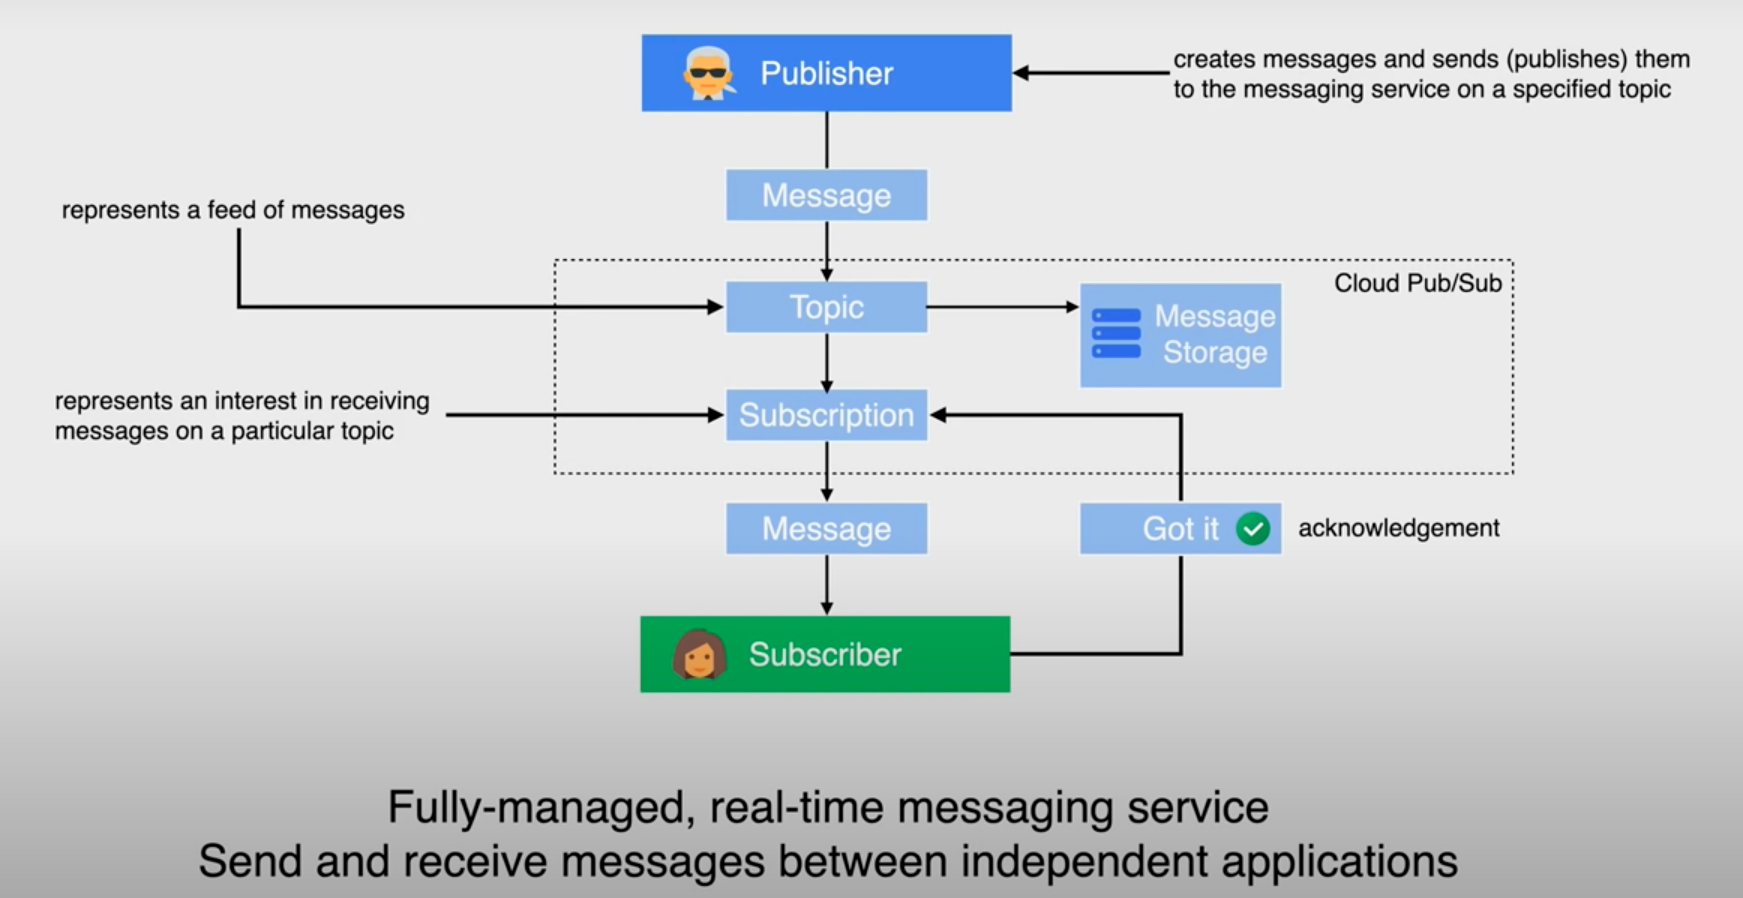 Publisher
creates messages and sends (publishes) them
to the messaging service on a specified topic
Message
represents a feed of messages
Cloud Pub/Sub
Topic
Message
Storage
represents an interest in receiving
messages on a particular topic
Subscription
Message
Got it
acknowledgement
Subscriber
Fully-managed, real-time messaging service
Send and receive messages between independent applications